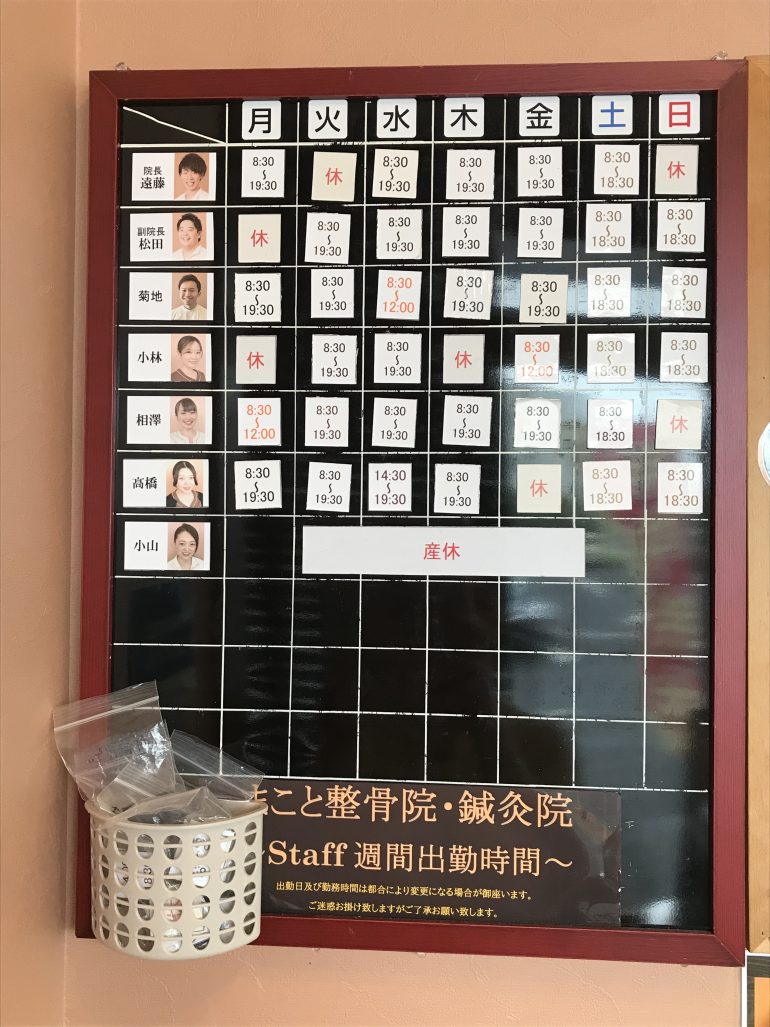 月 火 水 木 金 土 日
院長
遠藤
8:30〜19:30 休 8:30〜19:30 8:30〜19:30 8:30〜19:30 8:30〜18:30 休
副院長
松田
休 8:30〜19:30 8:30〜19:30 8:30〜19:30 8:30〜19:30 8:30〜18:30 8:30〜18:30
菊地 8:30〜19:30 8:30〜19:30 8:30〜12:00 8:30〜19:30 8:30〜19:30 8:30〜18:30 8:30〜18:30
小林 休 8:30〜19:30 8:30〜19:30 休 8:30〜12:00 8:30〜18:30 8:30〜18:30
相澤 8:30〜12:00 8:30〜19:30 8:30〜19:30 8:30〜19:30 8:30〜19:30 8:30〜18:30 休
高橋 8:30〜19:30 8:30〜19:30 14:30〜19:30 8:30〜19:30 休 8:30〜18:30 8:30〜18:30
小山 産休
まこと整骨院・鍼灸院
〜Staff 週間出勤時間〜
出勤日及び勤務時間は都合により変更になる場合が御座います。
ご迷惑お掛け致しますがご了承お願い致します。